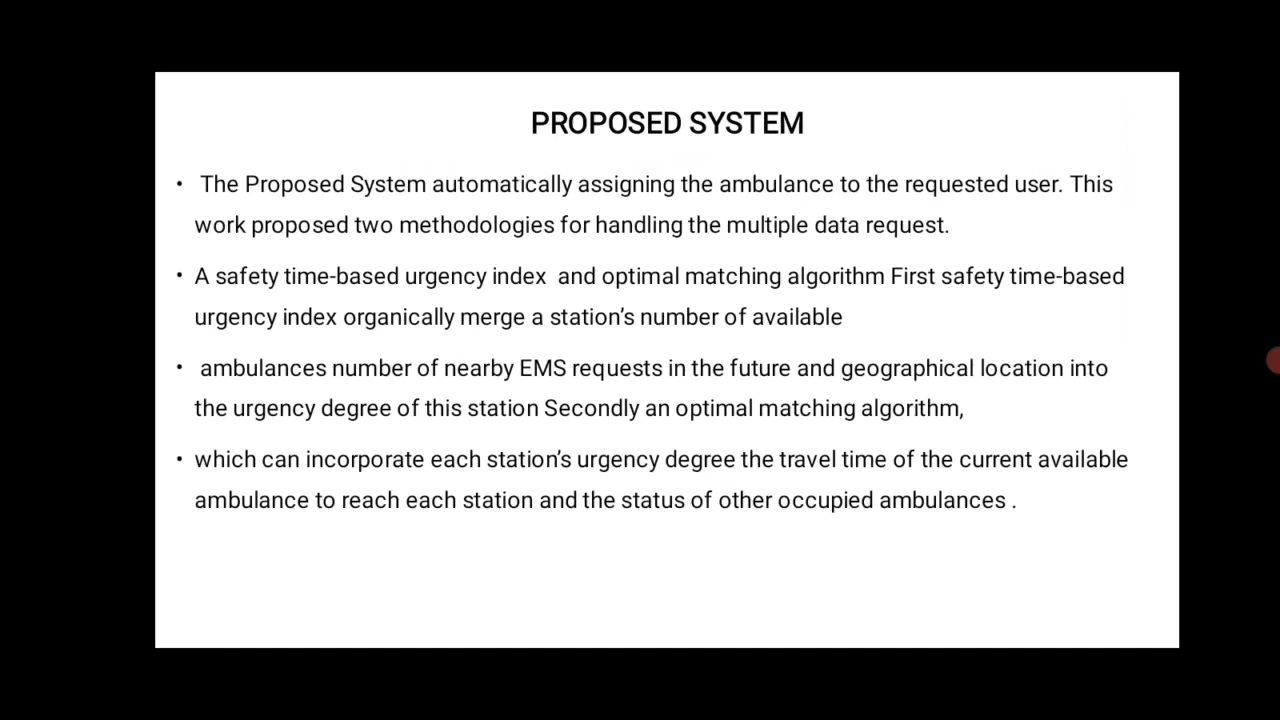 PROPOSED SYSTEM
• The Proposed System automatically assigning the ambulance to the requested user. This
work proposed two methodologies for handling the multiple data request.
• A safety time-based urgency index  and optimal matching algorithm First safety time-based
urgency index organically merge a station’s number of available
• ambulances number of nearby EMS requests in the future and geographical location into
the urgency degree of this station Secondly an optimal matching algorithm,
• which can incorporate each station’s urgency degree the travel time of the current available
ambulance to reach each station and the status of other occupied ambulances .